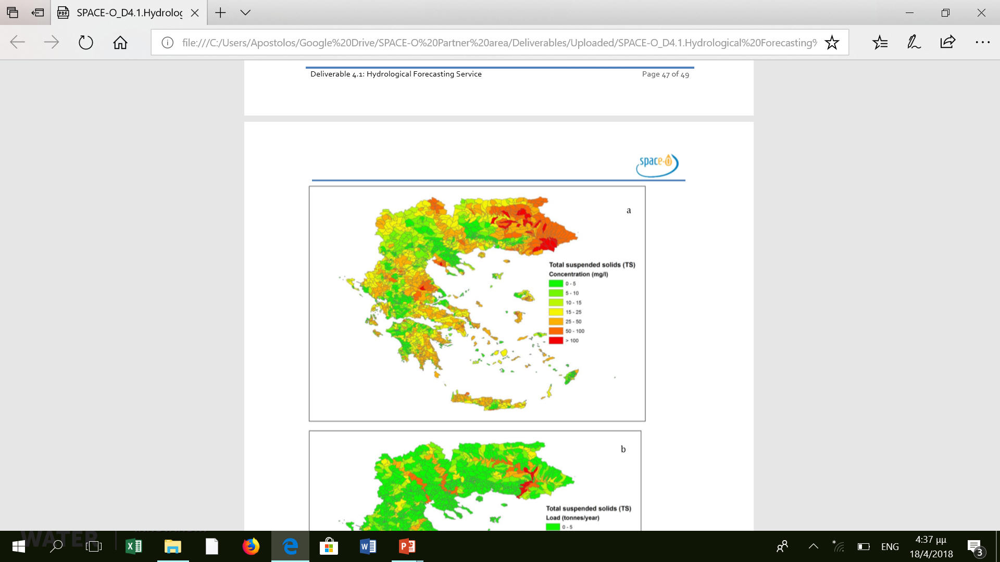 SPACE-O_D4.1.Hydrolog
file:///C:/Users/Apostolos/Google%20Drive/SPACE-O%20Partner%20area/Deliverables/Uploaded/SPACE-O_D4.1.Hydrological%20Forecasting%
Deliverable 4.1: Hydrological Forecasting Service
Page 47 of 49
space-O
a
Total suspended solids (TS)
Concentration (mg/l)
0 - 5
5 - 10
10 - 15
15 - 25
25 - 50
50 - 100
> 100
b
Total suspended solids (TS)
Load (tonnes/year)
0 - 5
WATER
ENG
4:37 μμ
18/4/2018
3